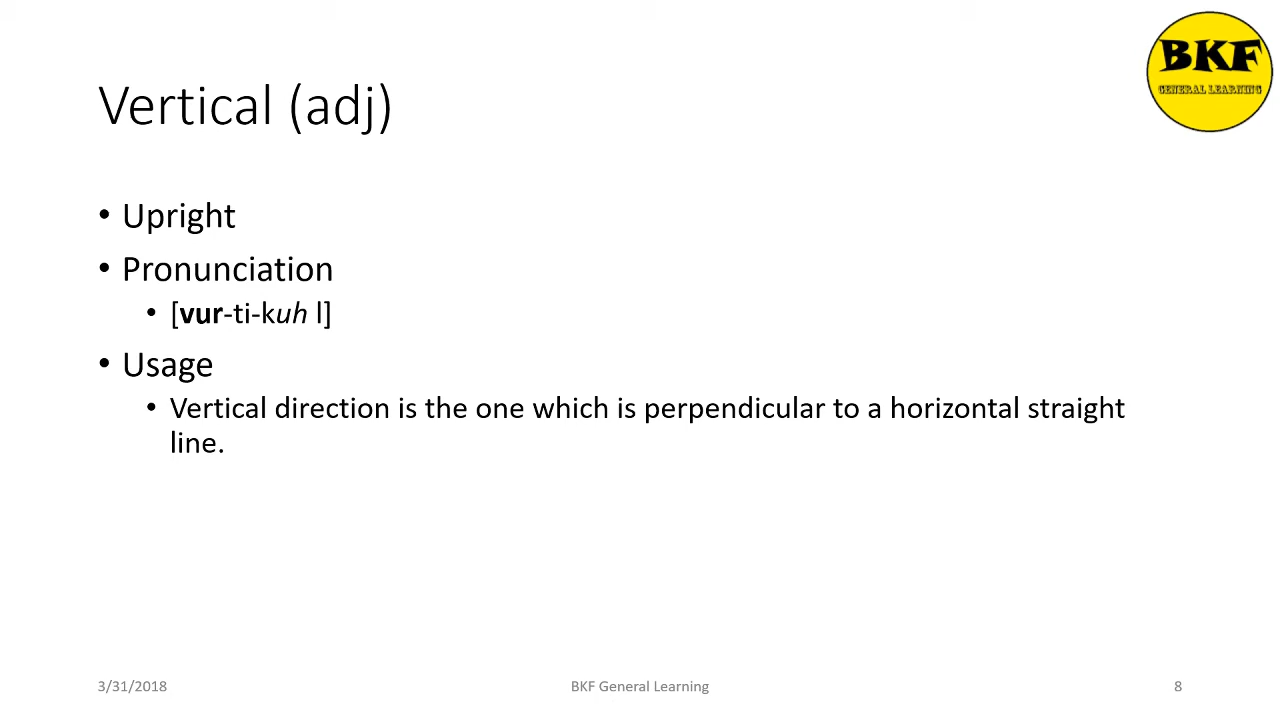 BKF
GENERAL LEARNING
Vertical (adj)
• Upright
• Pronunciation
• [vur-ti-kuh l]
• Usage
• Vertical direction is the one which is perpendicular to a horizontal straight
line.
3/31/2018
BKF General Learning
8